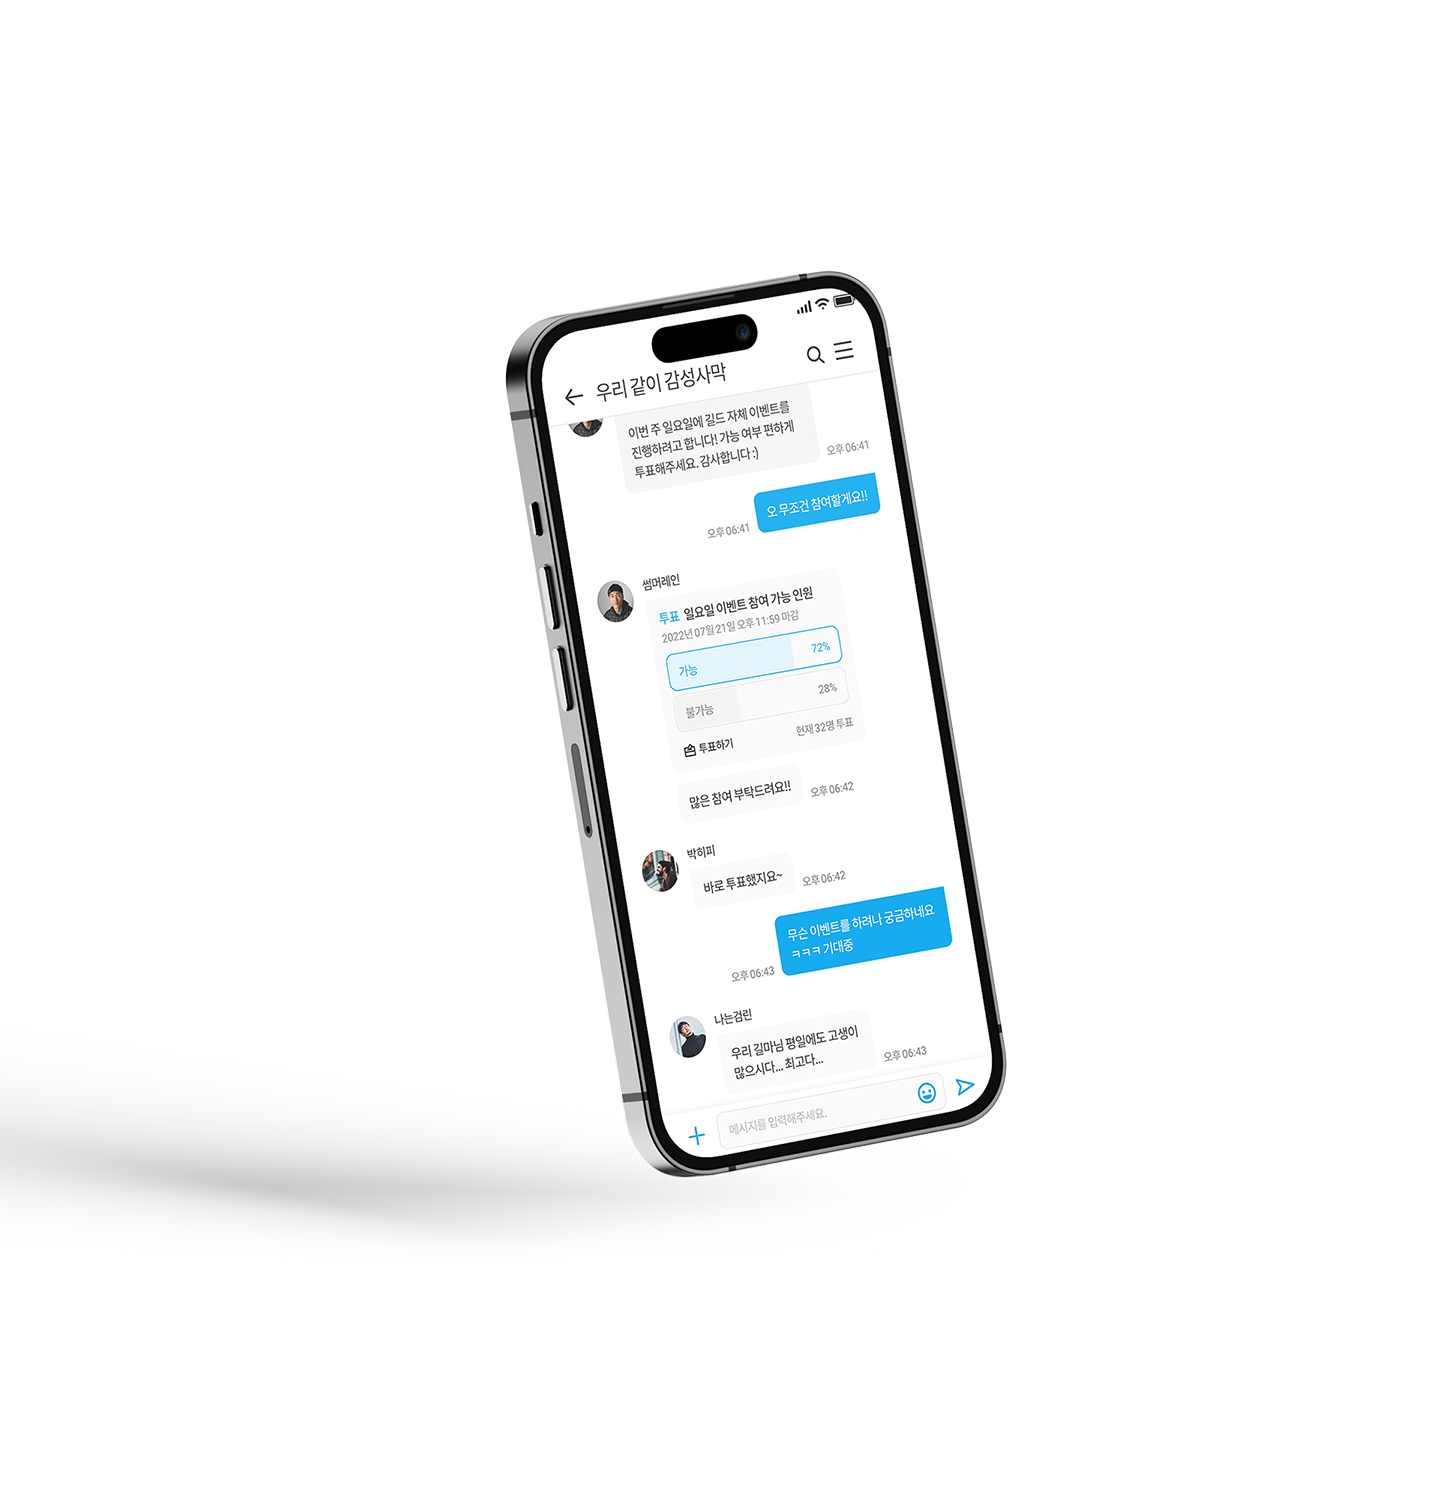 우리 같이 감성사막
이번 주 일요일에 길드 자체 이벤트를
진행하려고 합니다! 가능 여부 편하게
투표해주세요. 감사합니다 :)
오후 06:41
오 무조건 참여할게요!!
오후 06:41
썸머레인
투표 일요일 이벤트 참여 가능 인원
2022년 07월 21일 오후 11:59 마감
가능 72%
불가능 28%
투표하기 현재 32명 투표
많은 참여 부탁드려요!!
오후 06:42
박히피
바로 투표했지요~
오후 06:42
무슨 이벤트를 하려나 궁금하네요
ㅋㅋㅋ 기대중
오후 06:43
나는검린
우리 길마님 평일에도 고생이
많으시다... 최고다...
오후 06:43
메시지를 입력해주세요.